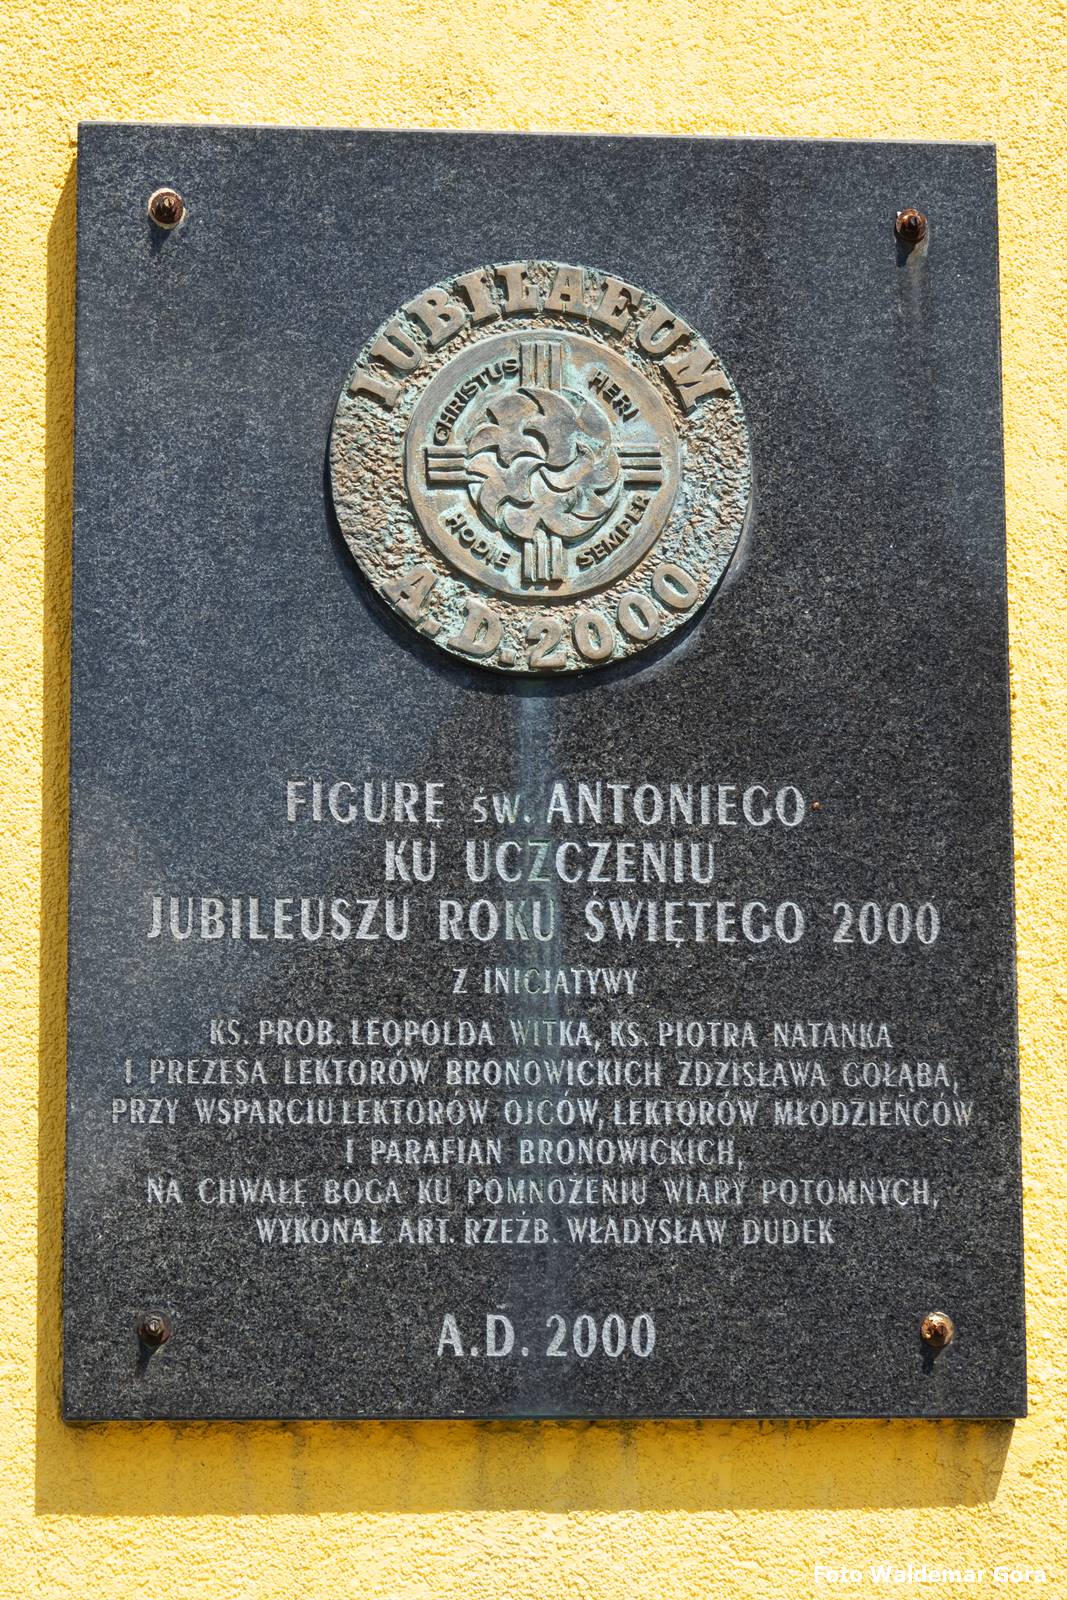 IUBILAEUM
CHRISTUS HERI
HODIE SEMPER
A.D.2000
FIGURĘ ŚW. ANTONIEGO
KU UCZCZENIU
JUBILEUSZU ROKU ŚWIĘTEGO 2000
Z INICJATYWY
KS. PROB. LEOPOLDA WITKA, KS. PIOTRA NATANKA
I PREZESA LEKTORÓW BRONOWICKICH ZDZISŁAWA GOŁĄBA,
PRZY WSPARCIU LEKTORÓW OJCÓW, LEKTORÓW MŁODZIEŃCÓW
I PARAFIAN BRONOWICKICH,
NA CHWAŁĘ BOGA KU POMNOŻENIU WIARY POTOMNYCH,
WYKONAŁ ART. RZEŹB. WŁADYSŁAW DUDEK
A.D. 2000
Foto Waldemar Gora